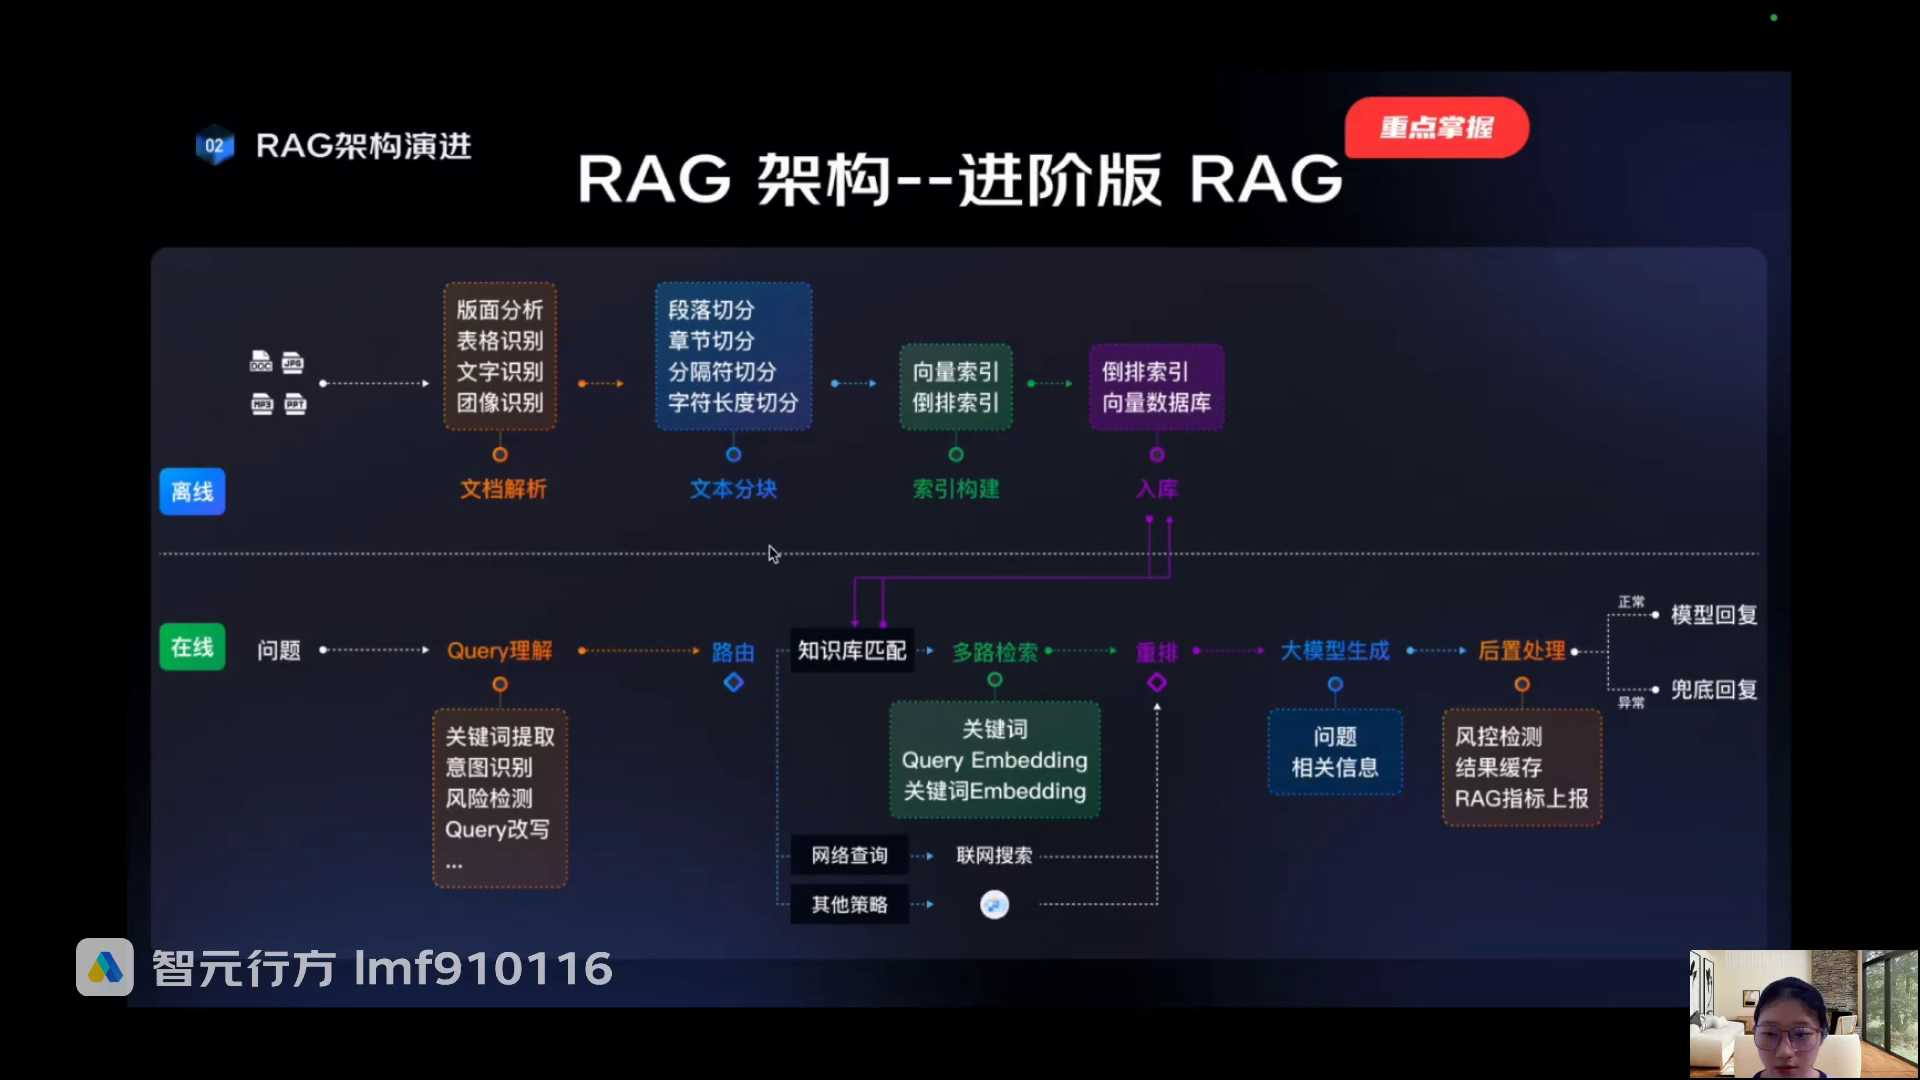 02
RAG架构演进
RAG 架构--进阶版 RAG
重点掌握
DOC
JPG
MP3
PPT
版面分析
表格识别
文字识别
团像识别
文档解析
段落切分
章节切分
分隔符切分
字符长度切分
文本分块
向量索引
倒排索引
索引构建
倒排索引
向量数据库
入库
离线
在线
问题
Query理解
关键词提取
意图识别
风险检测
Query改写
...
路由
知识库匹配
多路检索
关键词
Query Embedding
关键词Embedding
网络查询
联网搜索
其他策略
重排
大模型生成
问题
相关信息
后置处理
风控检测
结果缓存
RAG指标上报
正常
模型回复
异常
兜底回复
智元行方 lmf910116